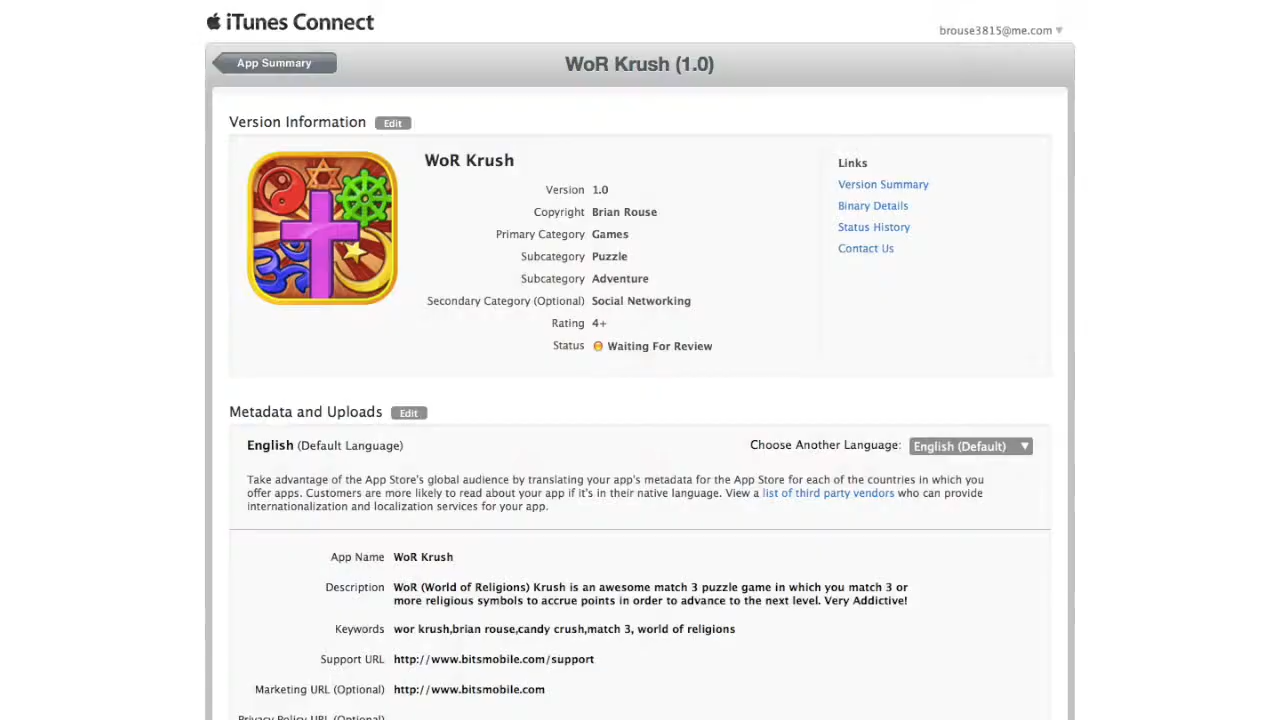 iTunes Connect
brouse3815@me.com
App Summary
WoR Krush (1.0)
Version Information Edit
WoR Krush
Version 1.0
Copyright Brian Rouse
Primary Category Games
Subcategory Puzzle
Subcategory Adventure
Secondary Category (Optional) Social Networking
Rating 4+
Status Waiting For Review
Links
Version Summary
Binary Details
Status History
Contact Us
Metadata and Uploads Edit
English (Default Language)
Choose Another Language: English (Default)
Take advantage of the App Store's global audience by translating your app's metadata for the App Store for each of the countries in which you
offer apps. Customers are more likely to read about your app if it's in their native language. View a list of third party vendors who can provide
internationalization and localization services for your app.
App Name WoR Krush
Description WoR (World of Religions) Krush is an awesome match 3 puzzle game in which you match 3 or
more religious symbols to accrue points in order to advance to the next level. Very Addictive!
Keywords wor krush,brian rouse,candy crush,match 3, world of religions
Support URL http://www.bitsmobile.com/support
Marketing URL (Optional) http://www.bitsmobile.com
Privacy Policy URL (Optional)